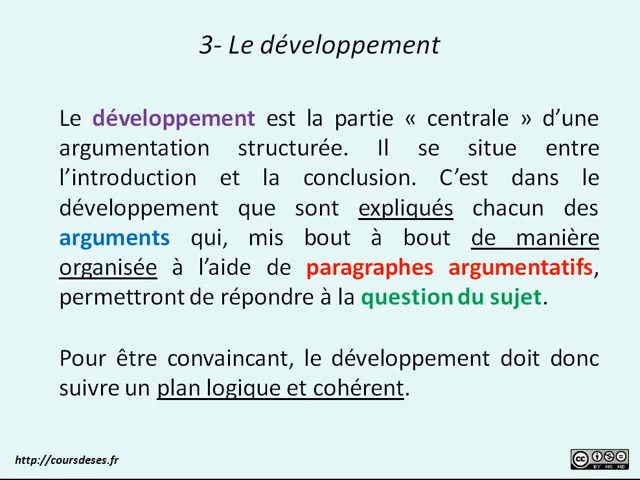 3- Le développement
Le développement est la partie « centrale » d’une
argumentation structurée. Il se situe entre
l’introduction et la conclusion. C’est dans le
développement que sont expliqués chacun des
arguments qui, mis bout à bout de manière
organisée à l’aide de paragraphes argumentatifs,
permettront de répondre à la question du sujet.
Pour être convaincant, le développement doit donc
suivre un plan logique et cohérent.
http://coursdeses.fr
BY NC ND